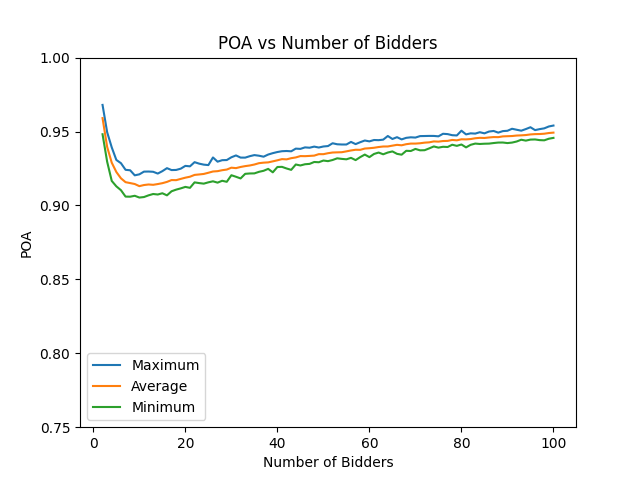 POA vs Number of Bidders
1.00
0.95
0.90
0.85
0.80
0.75
POA
Maximum
Average
Minimum
0
20
40
60
80
100
Number of Bidders